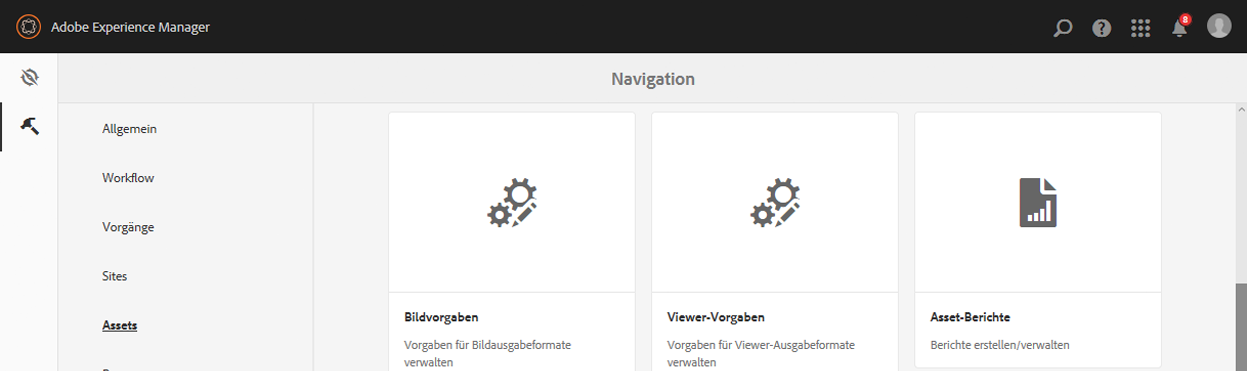 Adobe Experience Manager
8
Navigation
Allgemein
Workflow
Vorgänge
Sites
Assets
Bildvorgaben
Vorgaben für Bildausgabeformate
verwalten
Viewer-Vorgaben
Vorgaben für Viewer-Ausgabeformate
verwalten
Asset-Berichte
Berichte erstellen/verwalten